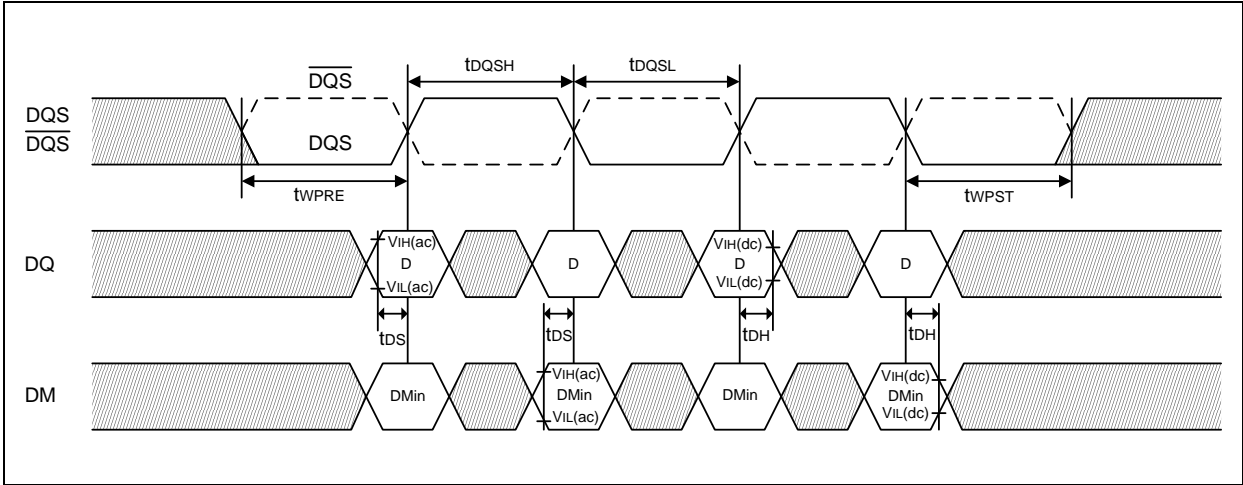 DQS
tDQSH
tDQSL
DQS
DQS
DQS
tWPRE
tWPST
DQ
VIH(ac)
D
VIL(ac)
D
VIH(dc)
D
VIL(dc)
D
tDS
tDS
tDH
tDH
DM
DMin
VIH(ac)
DMin
VIL(ac)
DMin
VIH(dc)
DMin
VIL(dc)